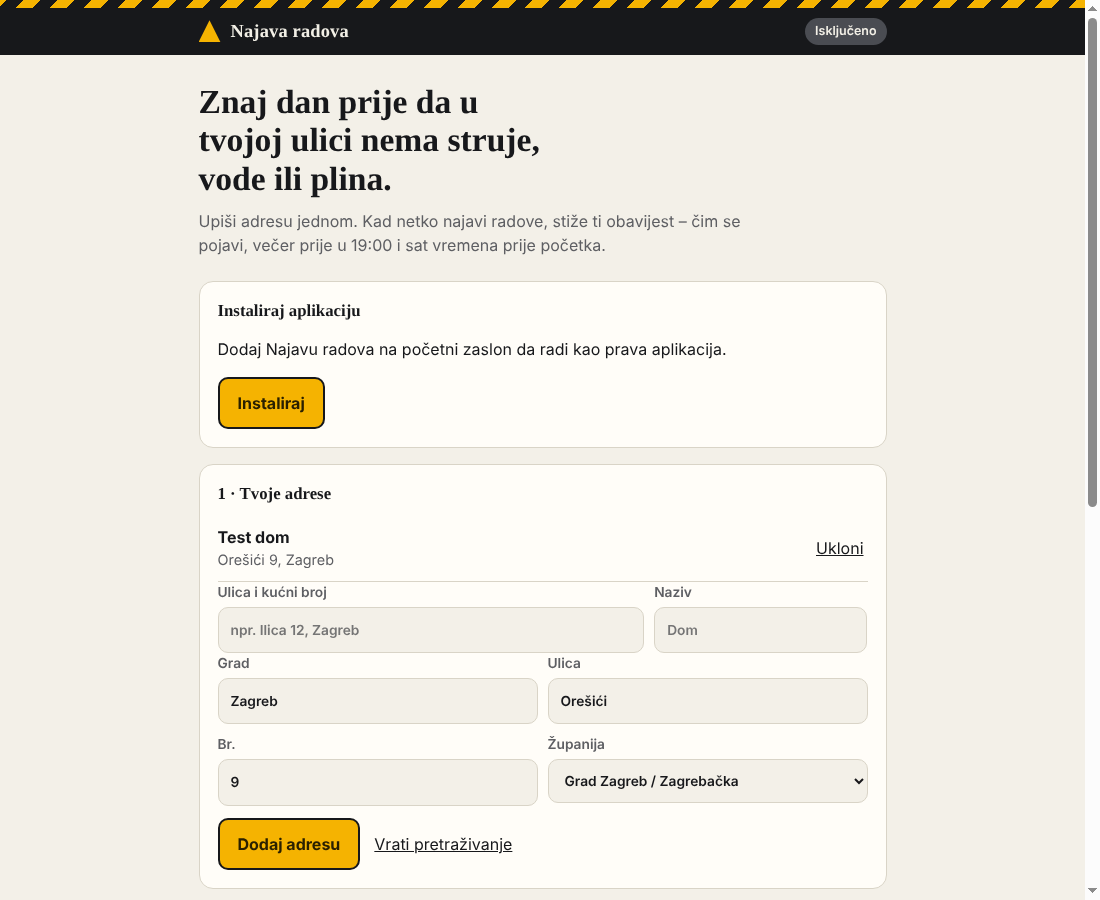 Najava radova
Isključeno
Znaj dan prije da u
tvojoj ulici nema struje,
vode ili plina.
Upiši adresu jednom. Kad netko najavi radove, stiže ti obavijest – čim se
pojavi, večer prije u 19:00 i sat vremena prije početka.
Instaliraj aplikaciju
Dodaj Najavu radova na početni zaslon da radi kao prava aplikacija.
Instaliraj
1 · Tvoje adrese
Test dom
Orešići 9, Zagreb
Ukloni
Ulica i kućni broj
Naziv
npr. Ilica 12, Zagreb
Dom
Grad
Ulica
Zagreb
Orešići
Br.
Županija
9
Grad Zagreb / Zagrebačka
Dodaj adresu
Vrati pretraživanje